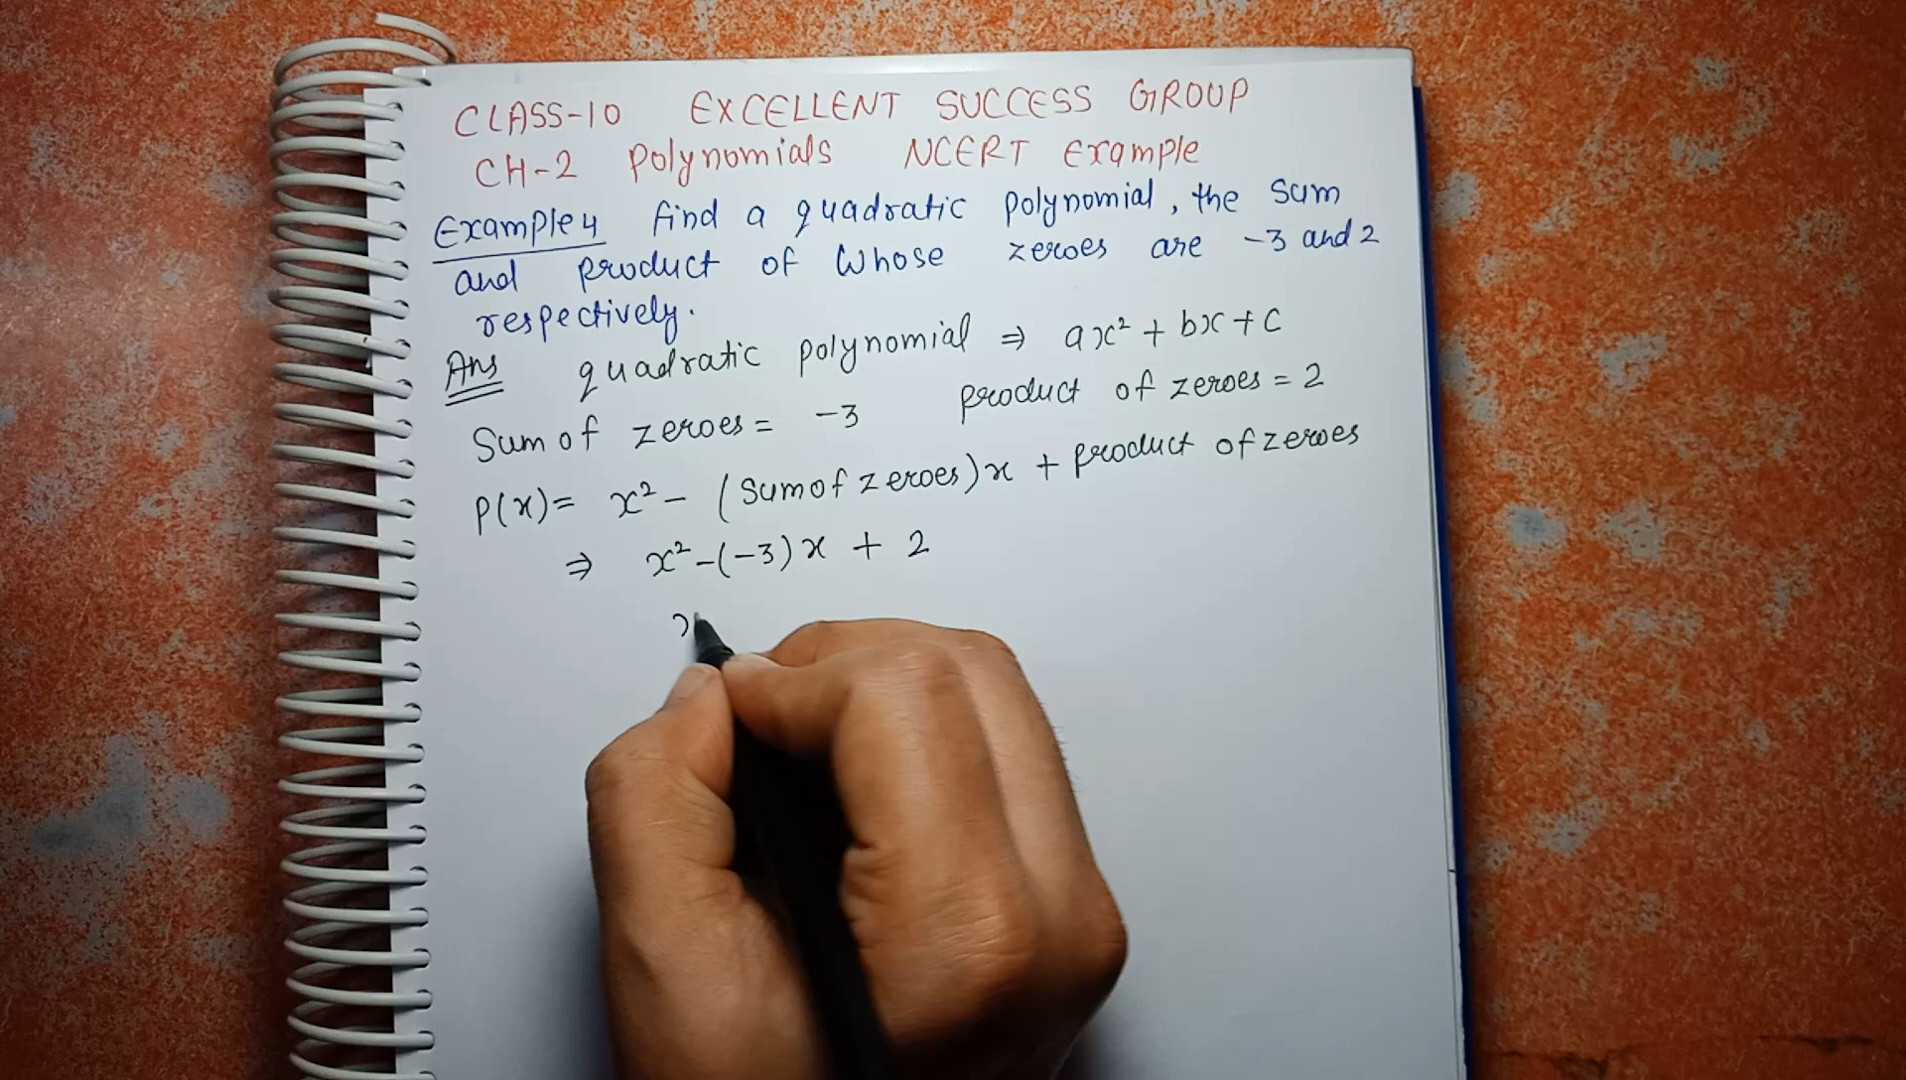 CLASS-10 EXCELLENT SUCCESS GROUP
CH-2 Polynomials NCERT Example
Example 4 find a quadratic polynomial, the sum
and product of whose zeroes are -3 and 2
respectively.
Ans quadratic polynomial ⇒ ax² + bx + c
Sum of zeroes = -3 product of zeroes = 2
P(x) = x² - (sum of zeroes)x + product of zeroes
⇒ x² - (-3)x + 2
x